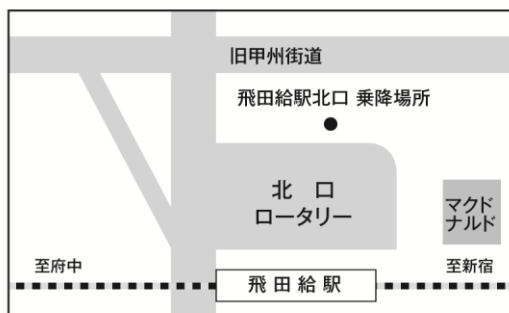 旧甲州街道
飛田給駅北口 乗降場所
北 口
ロータリー
マクド
ナルド
至府中
至新宿
飛田給駅